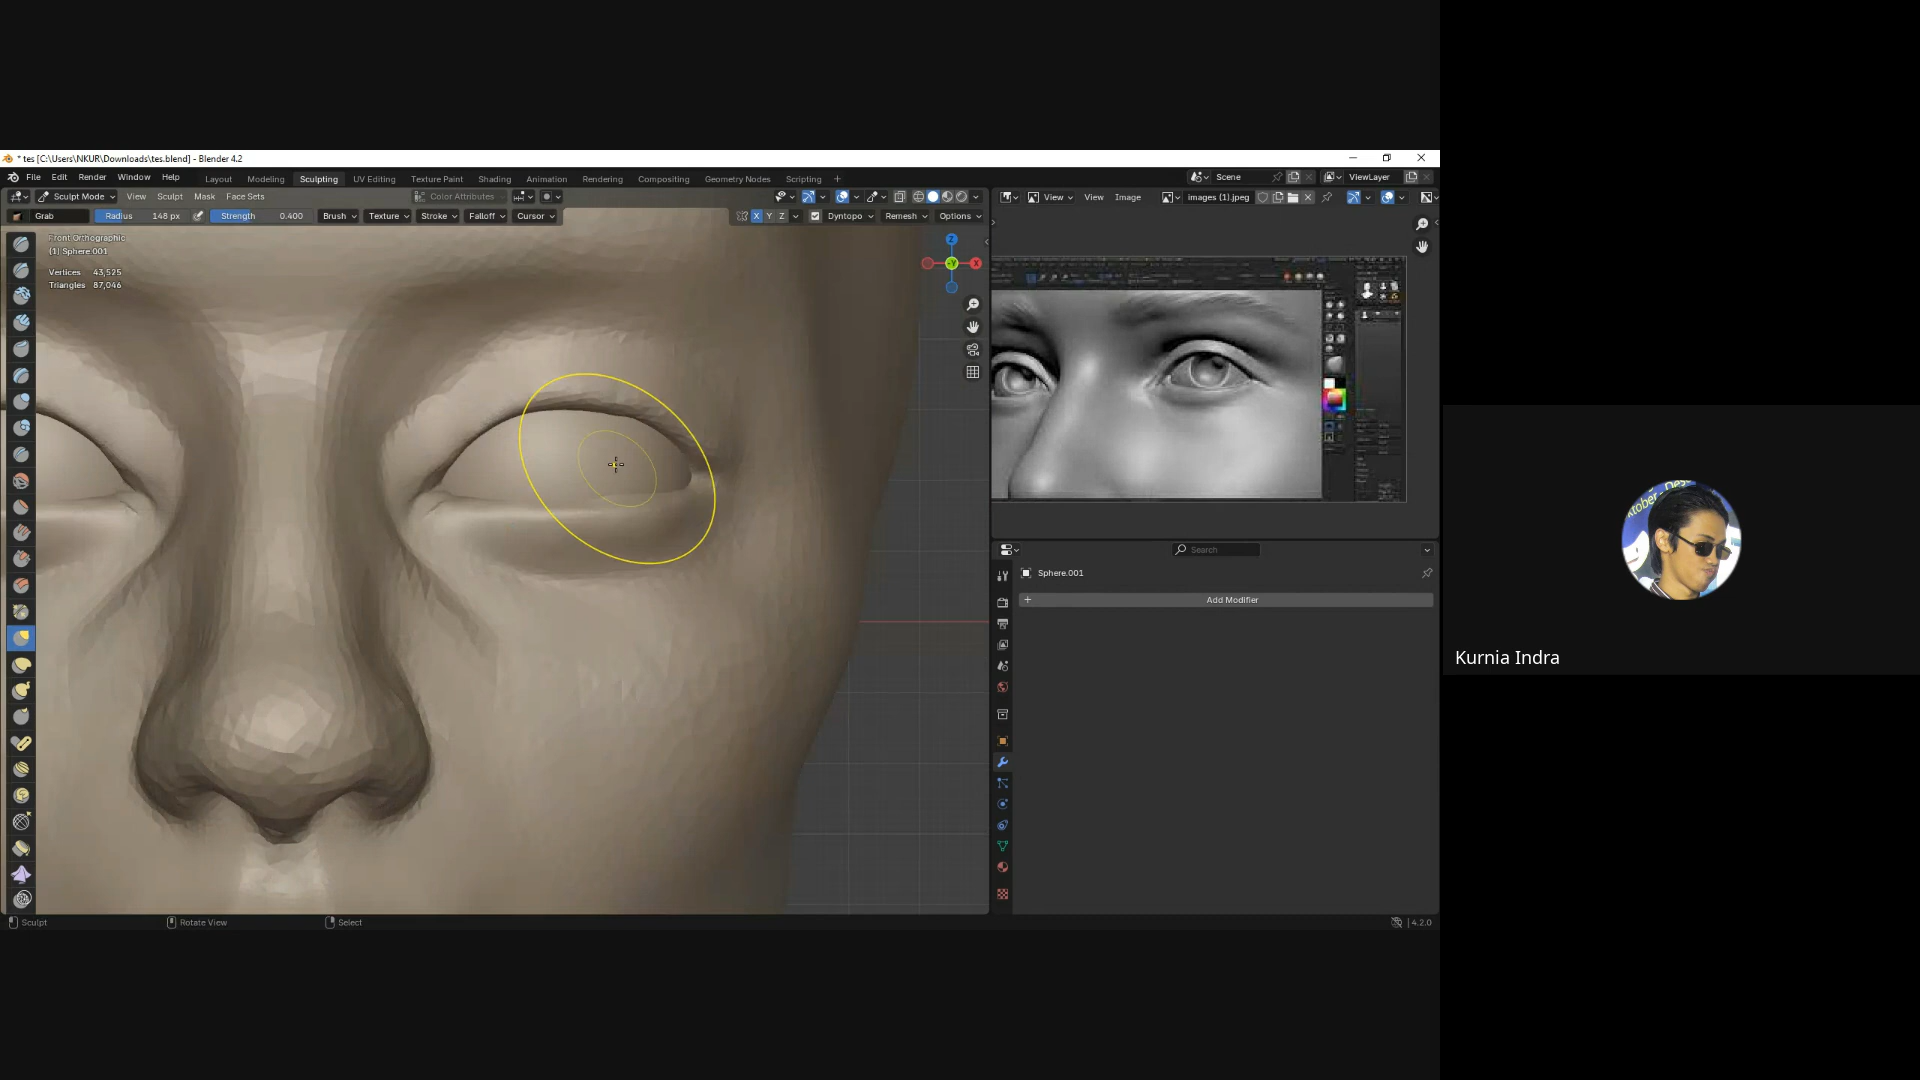 * tes [C:\Users\NKUR\Downloads\tes.blend] - Blender 4.2
File Edit Render Window Help
Layout Modeling Sculpting UV Editing Texture Paint Shading Animation Rendering Compositing Geometry Nodes Scripting +
Scene ViewLayer
Sculpt Mode View Sculpt Mask Face Sets
Color Attributes
View View Image images (1).jpeg
Grab Radius 148 px Strength 0.400 Brush Texture Stroke Falloff Cursor
X Y Z Dyntopo Remesh Options
Front Orthographic
(1) Sphere.001
Vertices 43,525
Triangles 87,046
Z
-Y X
Search
Sphere.001
+ Add Modifier
Kurnia Indra
Sculpt Rotate View Select
4.2.0